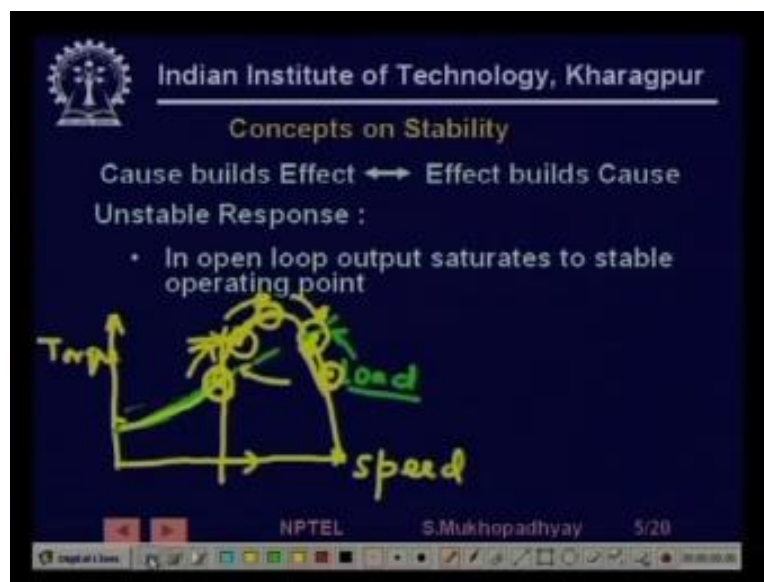 Indian Institute of Technology, Kharagpur
Concepts on Stability
Cause builds Effect ↔ Effect builds Cause
Unstable Response :
• In open loop output saturates to stable
operating point
Load
speed
NPTEL S.Mukhopadhyay 5/20